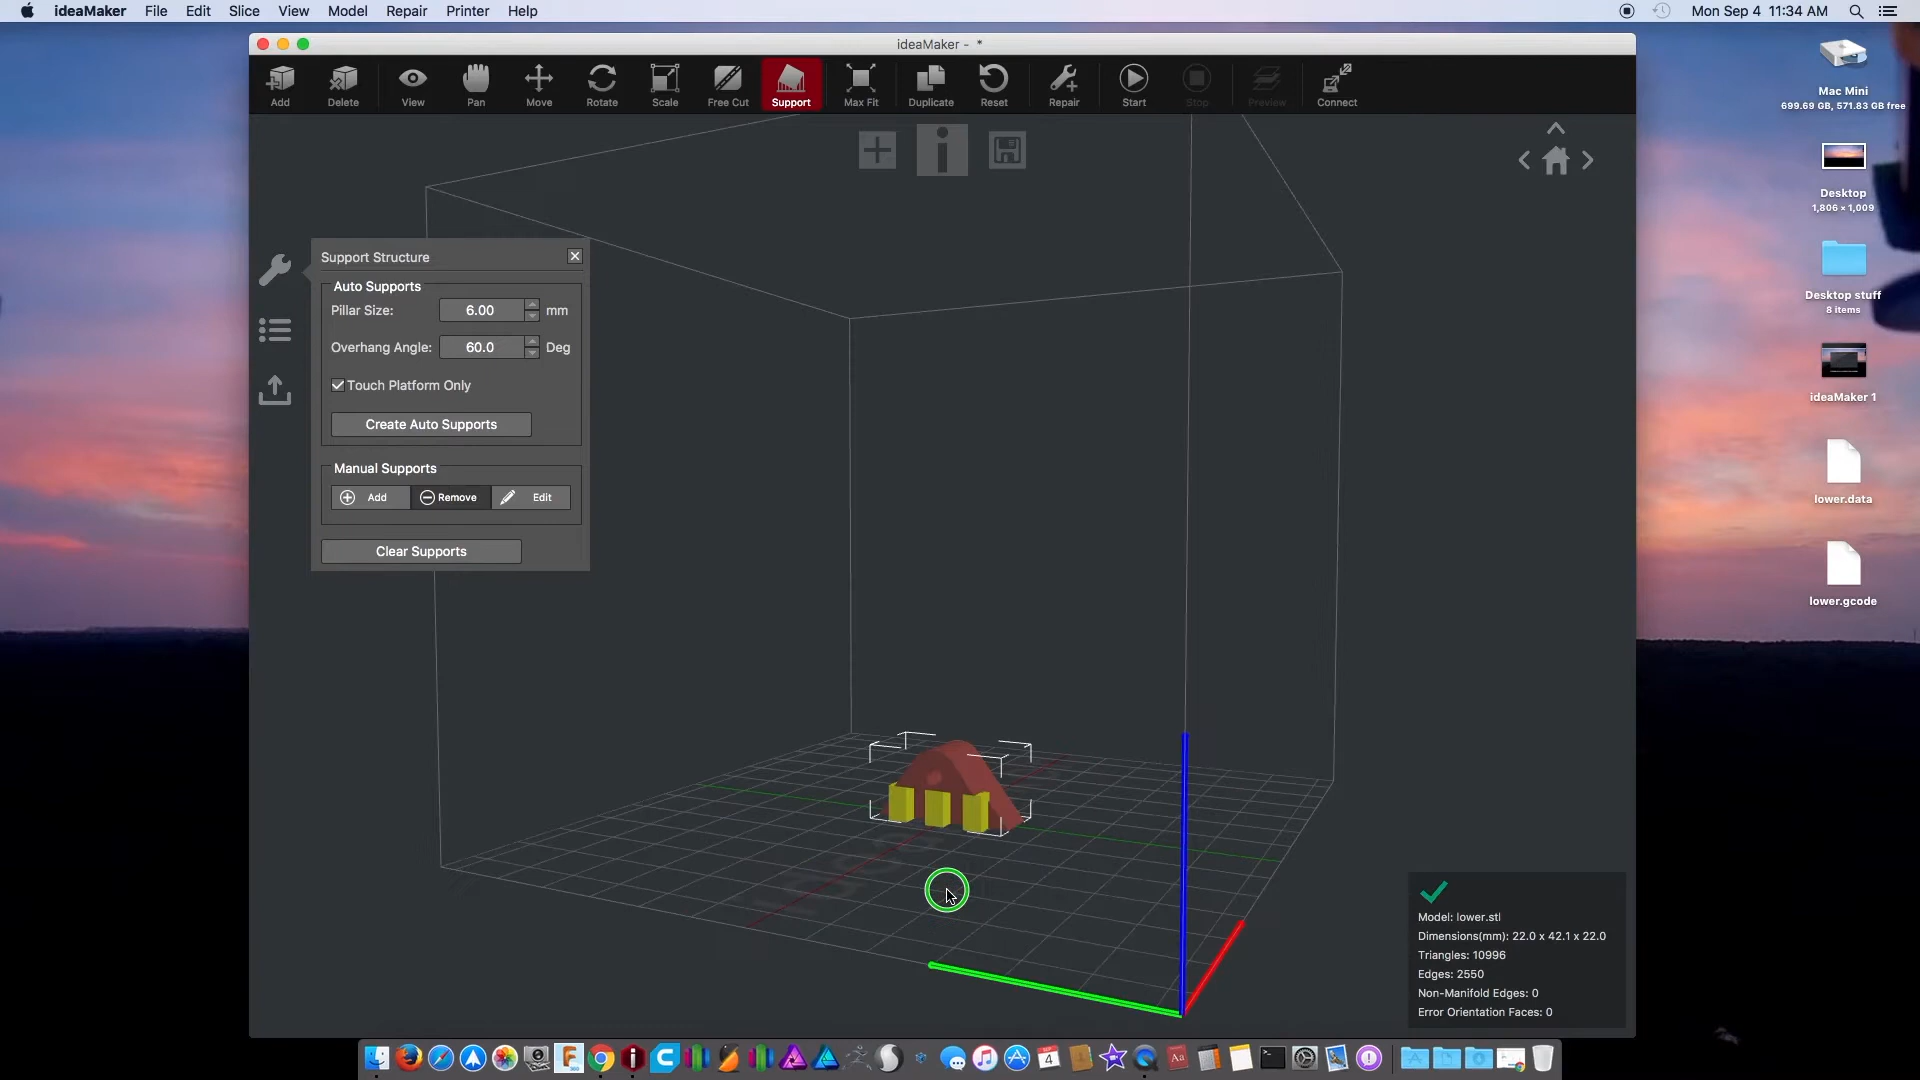 ideaMaker File Edit Slice View Model Repair Printer Help Mon Sep 4 11:34 AM
ideaMaker - *
Add Delete View Pan Move Rotate Scale Free Cut Support Max Fit Duplicate Reset Repair Start Stop Preview Connect
Mac Mini
699.69 GB, 571.83 GB free
Desktop
1,806 × 1,009
Desktop stuff
8 items
ideaMaker 1
lower.data
lower.gcode
Support Structure
Auto Supports
Pillar Size: 6.00 mm
Overhang Angle: 60.0 Deg
Touch Platform Only
Create Auto Supports
Manual Supports
Add Remove Edit
Clear Supports
Model: lower.stl
Dimensions(mm): 22.0 x 42.1 x 22.0
Triangles: 10996
Edges: 2550
Non-Manifold Edges: 0
Error Orientation Faces: 0